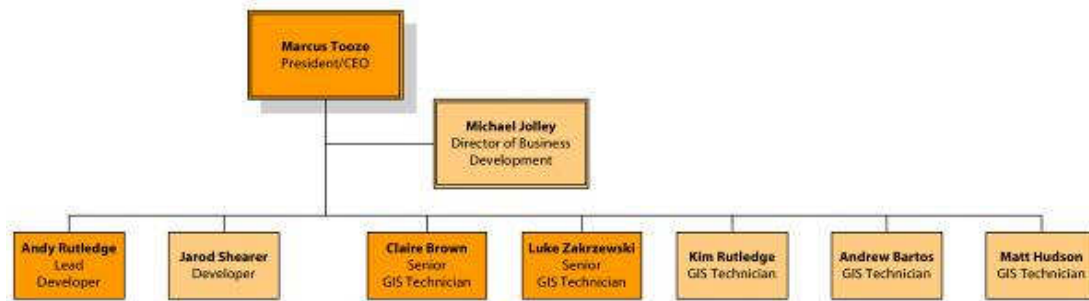 Marcus Tooze
President/CEO
Michael Jolley
Director of Business
Development
Andy Rutledge
Lead
Developer
Jarod Shearer
Developer
Claire Brown
Senior
GIS Technician
Luke Zakrzewski
Senior
GIS Technician
Kim Rutledge
GIS Technician
Andrew Bartos
GIS Technician
Matt Hudson
GIS Technician